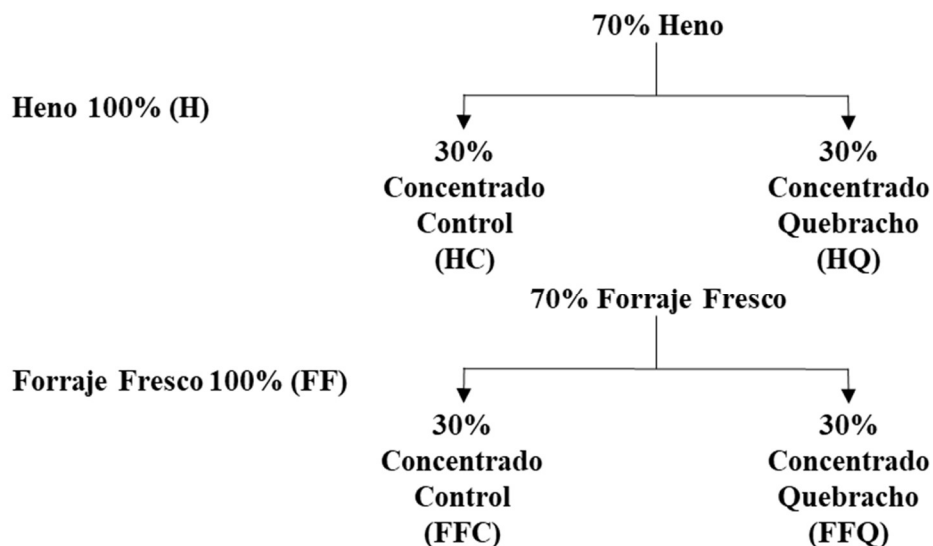 70% Heno
Heno 100% (H)
30%
Concentrado
Control
(HC)
30%
Concentrado
Quebracho
(HQ)
70% Forraje Fresco
Forraje Fresco 100% (FF)
30%
Concentrado
Control
(FFC)
30%
Concentrado
Quebracho
(FFQ)